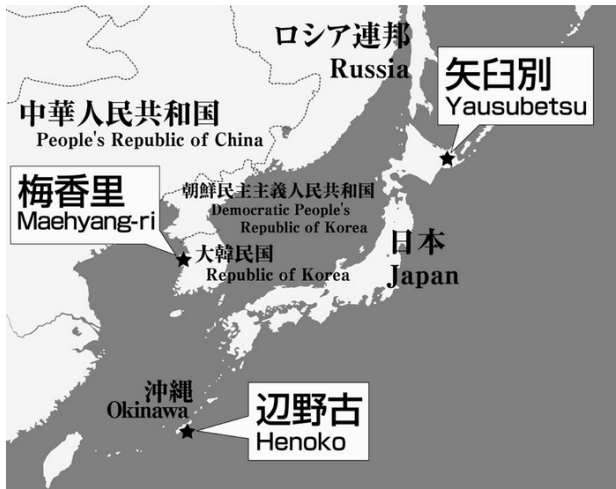 ロシア連邦
Russia
矢臼別
Yausubetsu
中華人民共和国
People's Republic of China
梅香里
Maehyang-ri
朝鮮民主主義人民共和国
Democratic People's
Republic of Korea
大韓民国
Republic of Korea
日本
Japan
沖縄
Okinawa
辺野古
Henoko